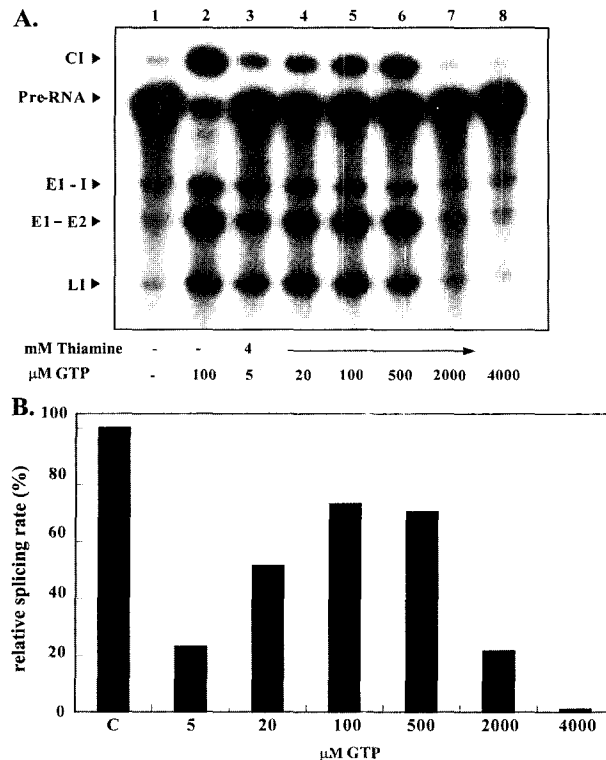 A.
1 2 3 4 5 6 7 8
CI
Pre-RNA
E1 - I
E1 – E2
LI
mM Thiamine - - 4
μM GTP - 100 5 20 100 500 2000 4000
B.
relative splicing rate (%)
100
80
60
40
20
0
C 5 20 100 500 2000 4000
μM GTP